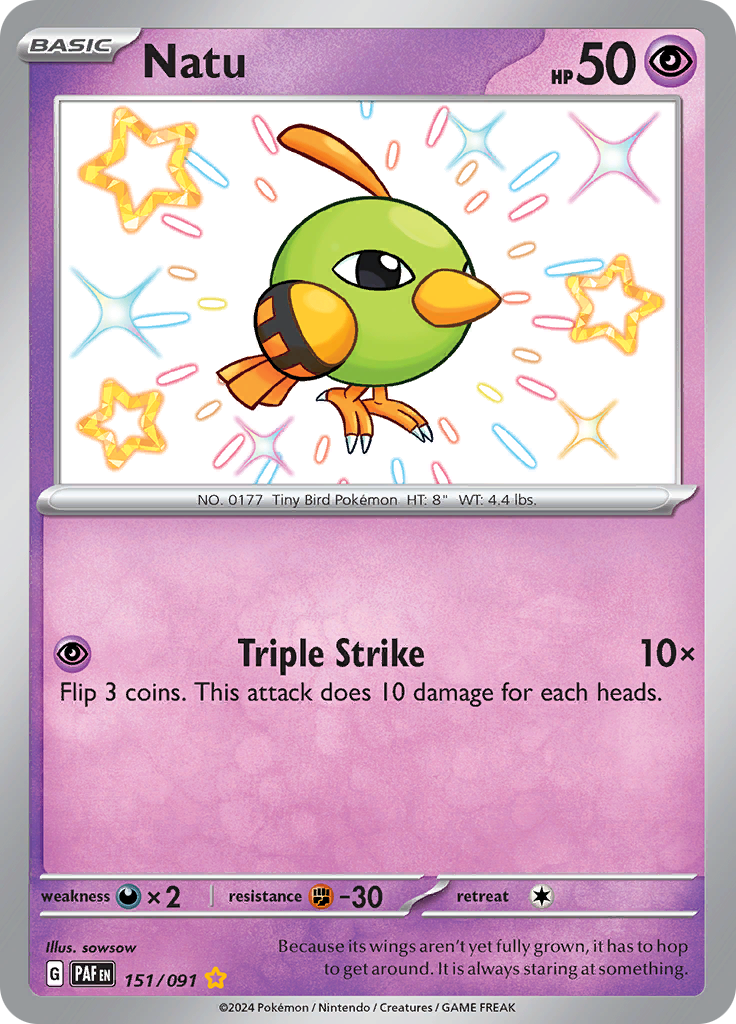 BASIC
Natu
HP 50
NO. 0177 Tiny Bird Pokémon HT: 8" WT: 4.4 lbs.
Triple Strike 10×
Flip 3 coins. This attack does 10 damage for each heads.
weakness ×2 resistance -30 retreat
Illus. sowsow
Because its wings aren't yet fully grown, it has to hop
to get around. It is always staring at something.
G PAF EN 151/091
©2024 Pokémon / Nintendo / Creatures / GAME FREAK